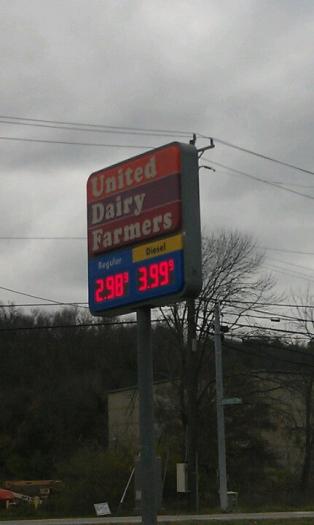 United
Dairy
Farmers
Regular Diesel
2.98⁹ 3.99⁹